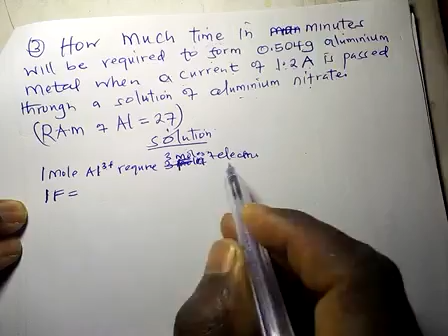 ③ How Much time in minutes
will be required to form 0.504g aluminium
metal when a current of 1.2A is passed
through a solution of aluminium nitrate.
(RAM of Al = 27)
solution
1 mole Al³⁺ require 3 moles of elecons
1F =